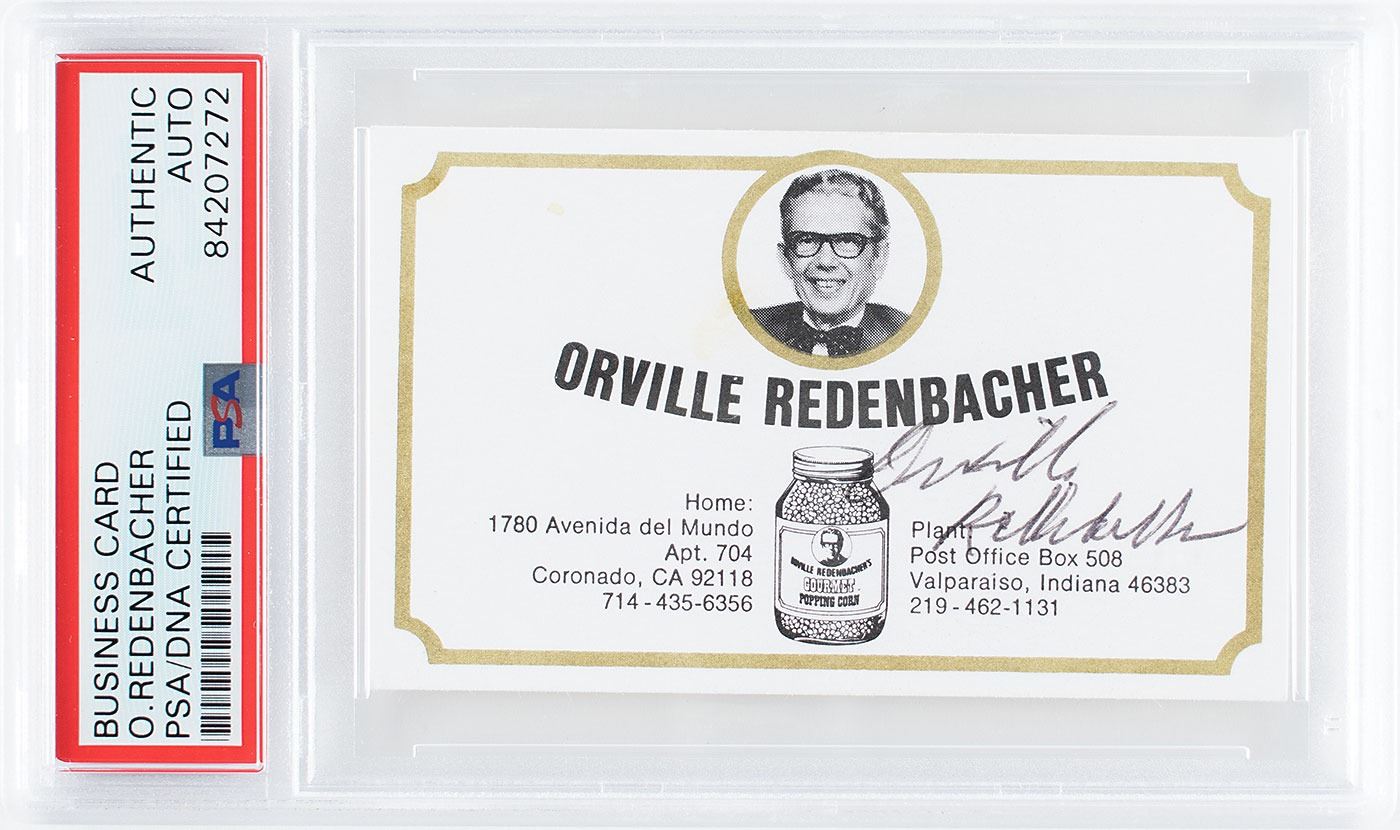 BUSINESS CARD
O.REDENBACHER
PSA/DNA CERTIFIED
AUTHENTIC
AUTO
84207272
PSA
ORVILLE REDENBACHER
Orville
Redenbacher
Home:
1780 Avenida del Mundo
Apt. 704
Coronado, CA 92118
714-435-6356
ORVILLE REDENBACHER'S
GOURMET
POPPING CORN
Plant:
Post Office Box 508
Valparaiso, Indiana 46383
219-462-1131